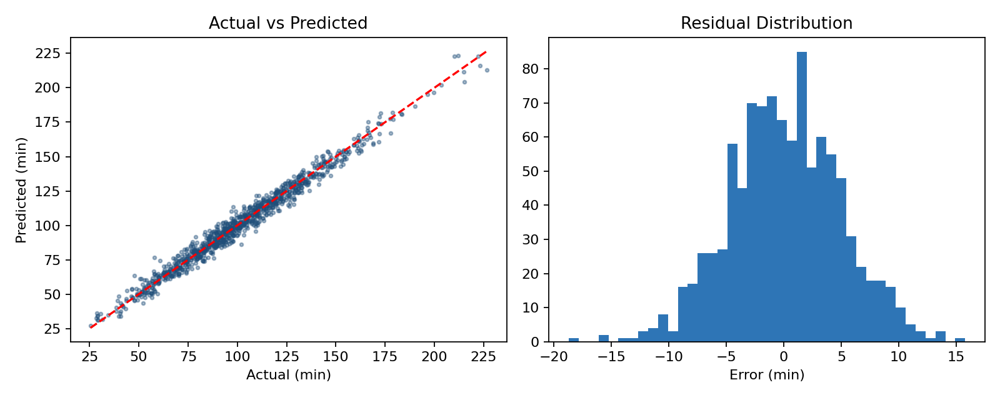 Actual vs Predicted
225
200
175
150
125
100
75
50
25
Predicted (min)
25 50 75 100 125 150 175 200 225
Actual (min)
Residual Distribution
80
70
60
50
40
30
20
10
0
−20 −15 −10 −5 0 5 10 15
Error (min)